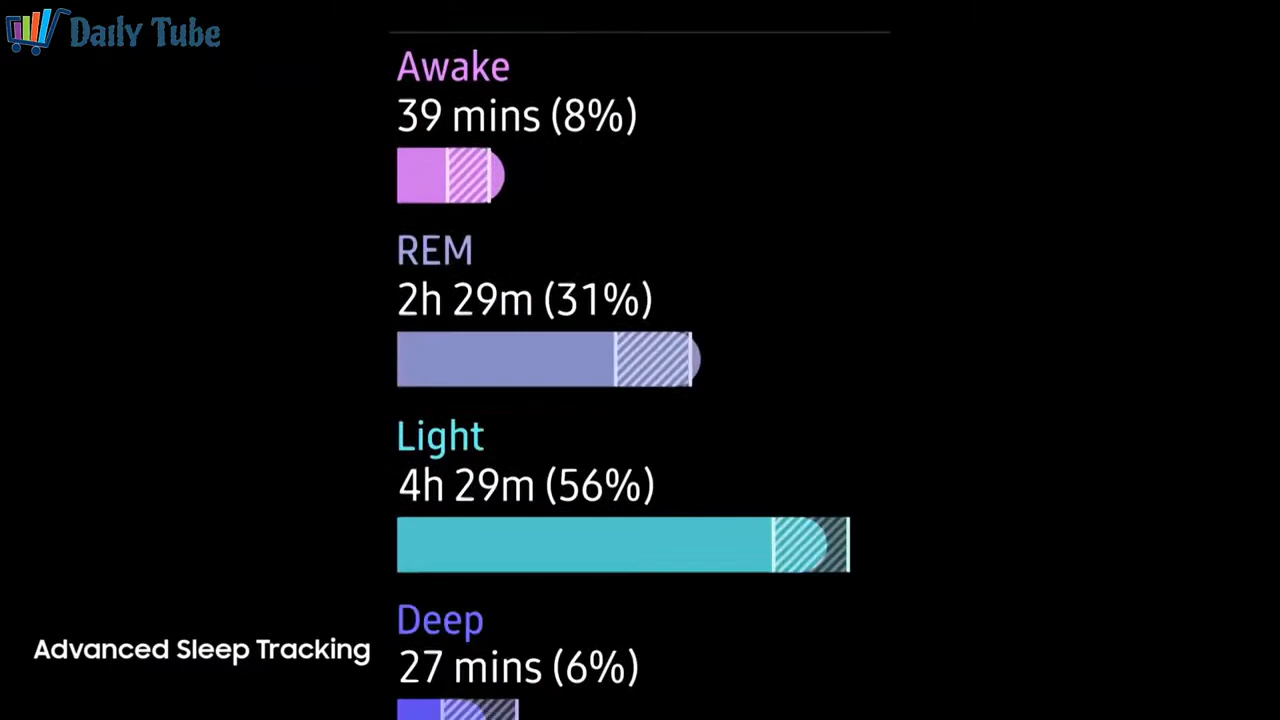 Daily Tube
Awake
39 mins (8%)
REM
2h 29m (31%)
Light
4h 29m (56%)
Deep
Advanced Sleep Tracking
27 mins (6%)